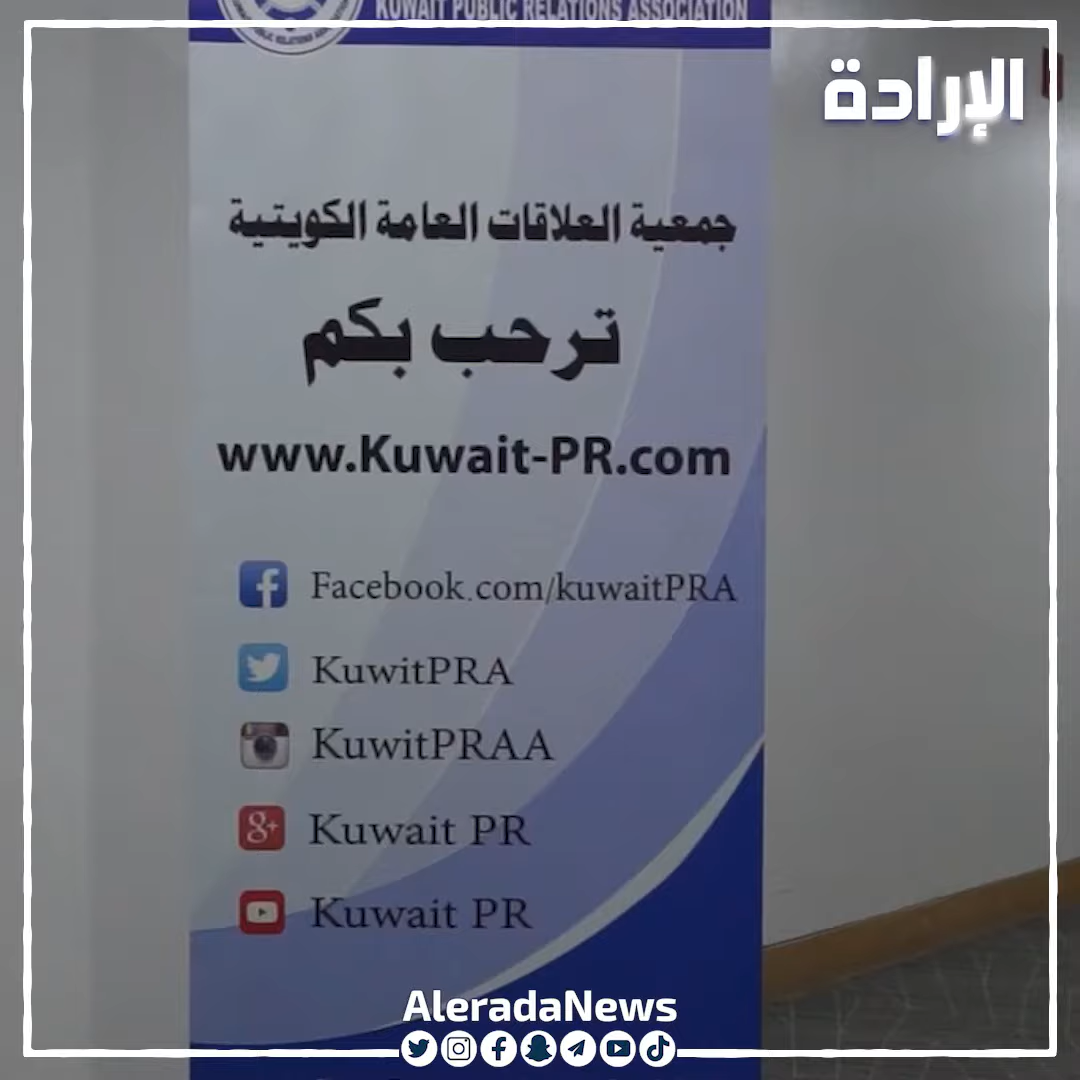 KUWAIT PUBLIC RELATIONS ASSOCIATION
الإرادة
جمعية العلاقات العامة الكويتية
ترحب بكم
www.Kuwait-PR.com
Facebook.com/kuwaitPRA
KuwitPRA
KuwitPRAA
Kuwait PR
Kuwait PR
AleradaNews